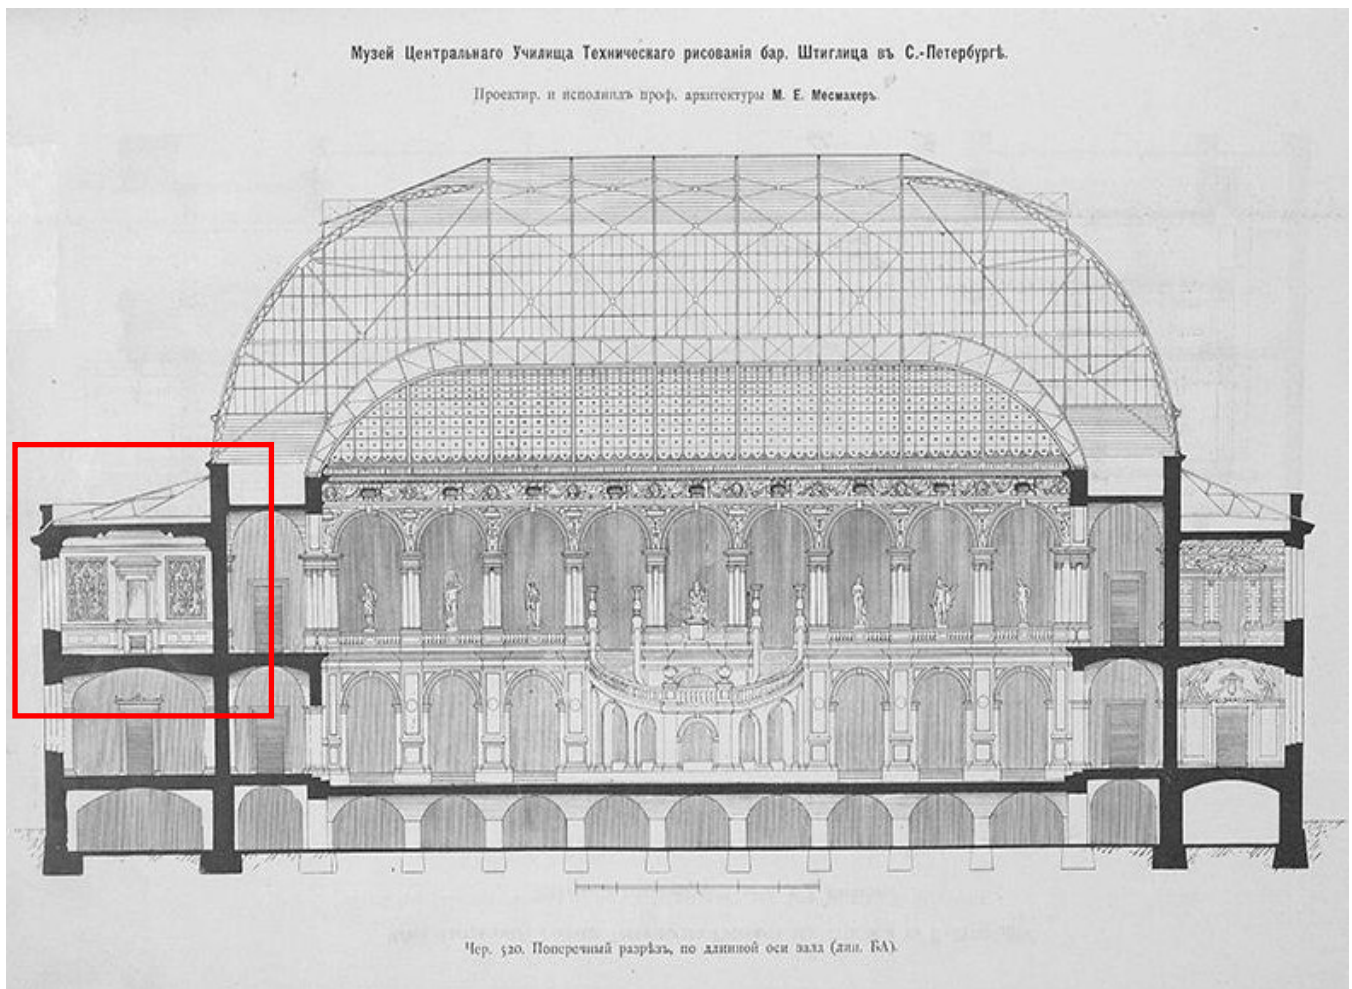 Музей Центральнаго Училища Техническаго рисованія бар. Штиглица въ С.-Петербургѣ.
Проектир. и исполнилъ проф. архитектуры М. Е. Месмахеръ.
Чер. 520. Поперечный разрѣзъ, по длинной оси зала (лин. БА).